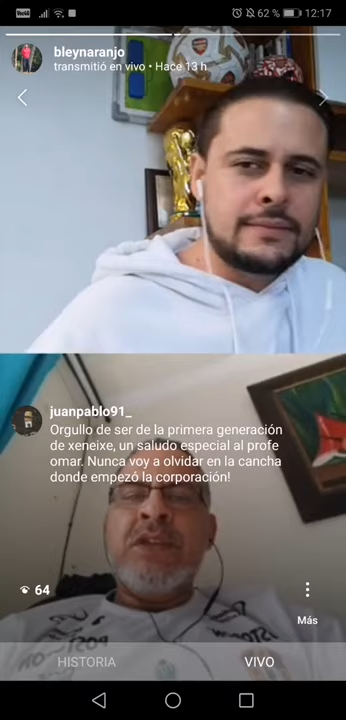 VoLTE 62 % 12:17
bleynaranjo
transmitió en vivo • Hace 13 h
juanpablo91_
Orgullo de ser de la primera generación
de xeneixe, un saludo especial al profe
omar. Nunca voy a olvidar en la cancha
donde empezó la corporación!
64
Más
HISTORIA
VIVO